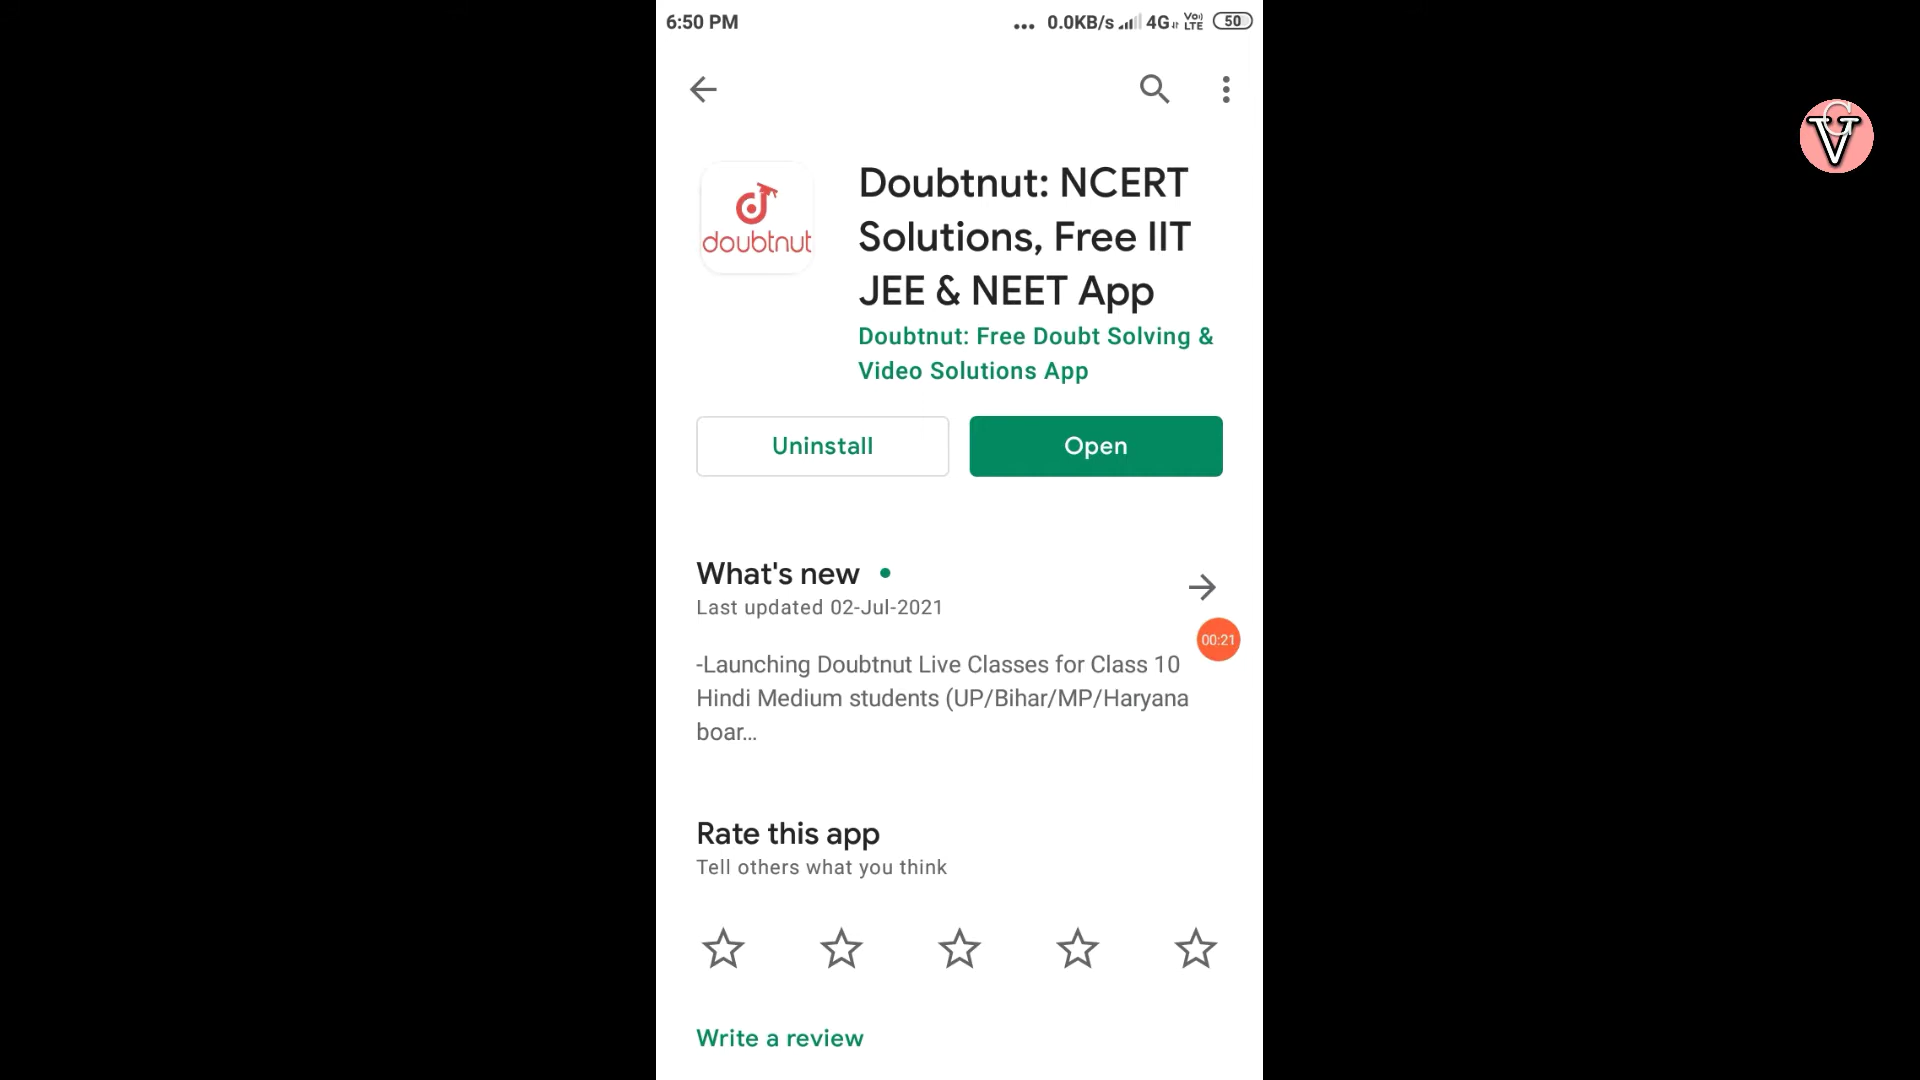 6:50 PM
... 0.0KB/s 4G Vo) LTE 50
G
V
doubtnut
Doubtnut: NCERT
Solutions, Free IIT
JEE & NEET App
Doubtnut: Free Doubt Solving &
Video Solutions App
Uninstall
Open
What's new
Last updated 02-Jul-2021
00:21
-Launching Doubtnut Live Classes for Class 10
Hindi Medium students (UP/Bihar/MP/Haryana
boar...
Rate this app
Tell others what you think
Write a review